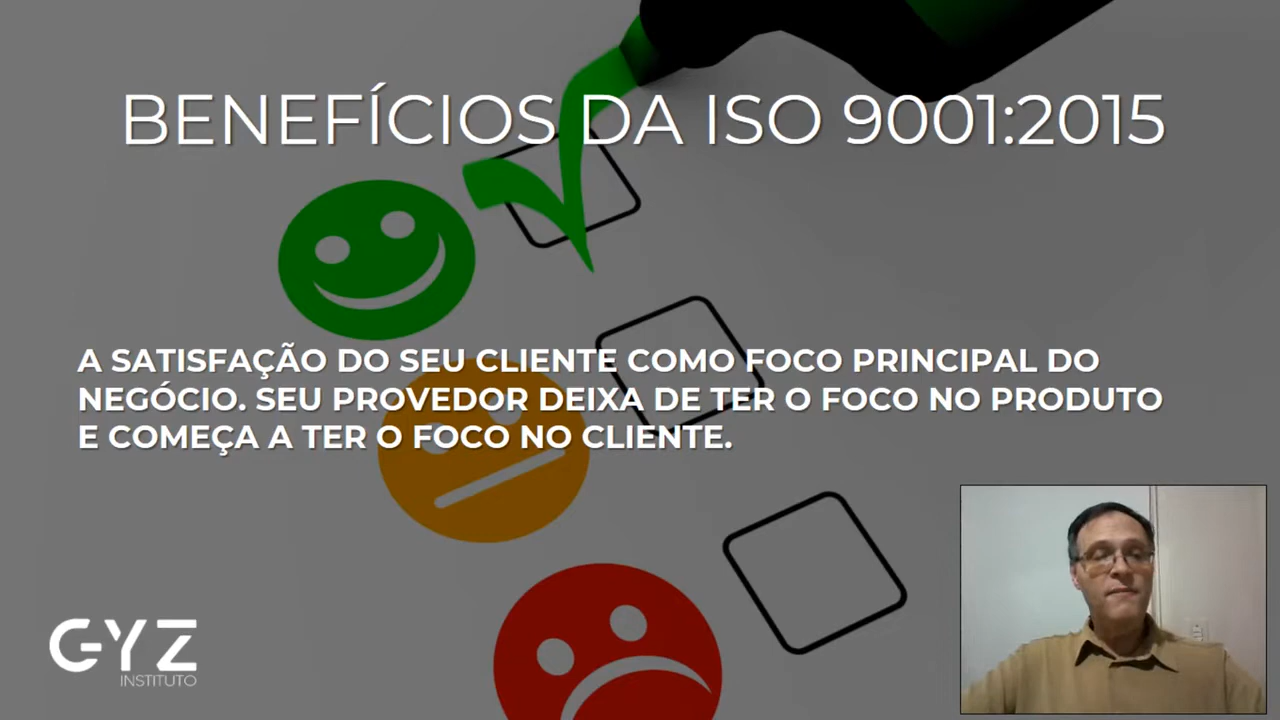 BENEFÍCIOS DA ISO 9001:2015
A SATISFAÇÃO DO SEU CLIENTE COMO FOCO PRINCIPAL DO
NEGÓCIO. SEU PROVEDOR DEIXA DE TER O FOCO NO PRODUTO
E COMEÇA A TER O FOCO NO CLIENTE.
GYZ
INSTITUTO